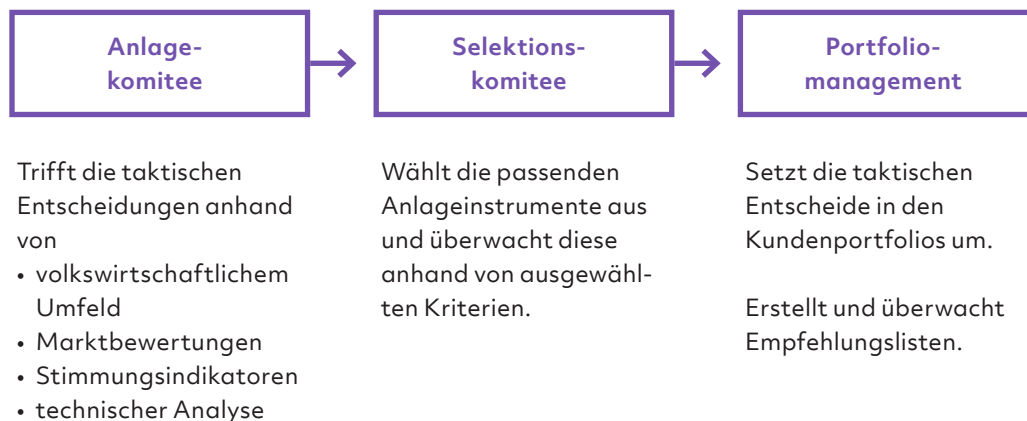 Anlage-
komitee
Trifft die taktischen
Entscheidungen anhand
von
• volkswirtschaftlichem
Umfeld
• Marktbewertungen
• Stimmungsindikatoren
• technischer Analyse
Selektions-
komitee
Wählt die passenden
Anlageinstrumente aus
und überwacht diese
anhand von ausgewähl-
ten Kriterien.
Portfolio-
management
Setzt die taktischen
Entscheide in den
Kundenportfolios um.
Erstellt und überwacht
Empfehlungslisten.